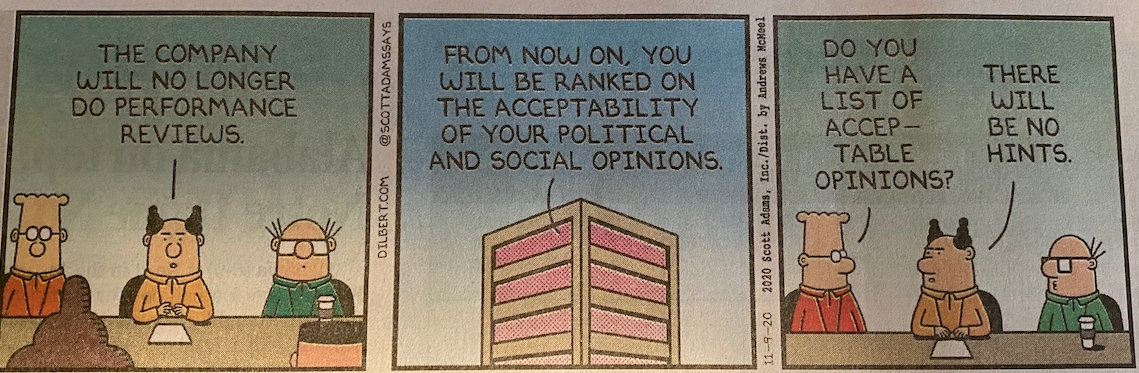 THE COMPANY
WILL NO LONGER
DO PERFORMANCE
REVIEWS.
DILBERT.COM @SCOTTADAMSSAYS
FROM NOW ON, YOU
WILL BE RANKED ON
THE ACCEPTABILITY
OF YOUR POLITICAL
AND SOCIAL OPINIONS.
11-9-20 2020 Scott Adams, Inc./Dist. by Andrews McMeel
DO YOU
HAVE A
LIST OF
ACCEP-
TABLE
OPINIONS?
THERE
WILL
BE NO
HINTS.